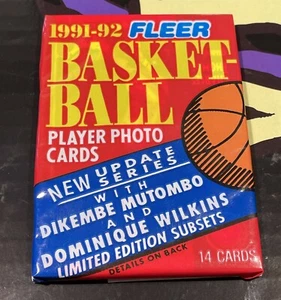 1991-92 FLEER
BASKET-
BALL
PLAYER PHOTO
CARDS
NEW UPDATE
SERIES
WITH
DIKEMBE MUTOMBO
AND
DOMINIQUE WILKINS
LIMITED EDITION SUBSETS
DETAILS ON BACK
14 CARDS